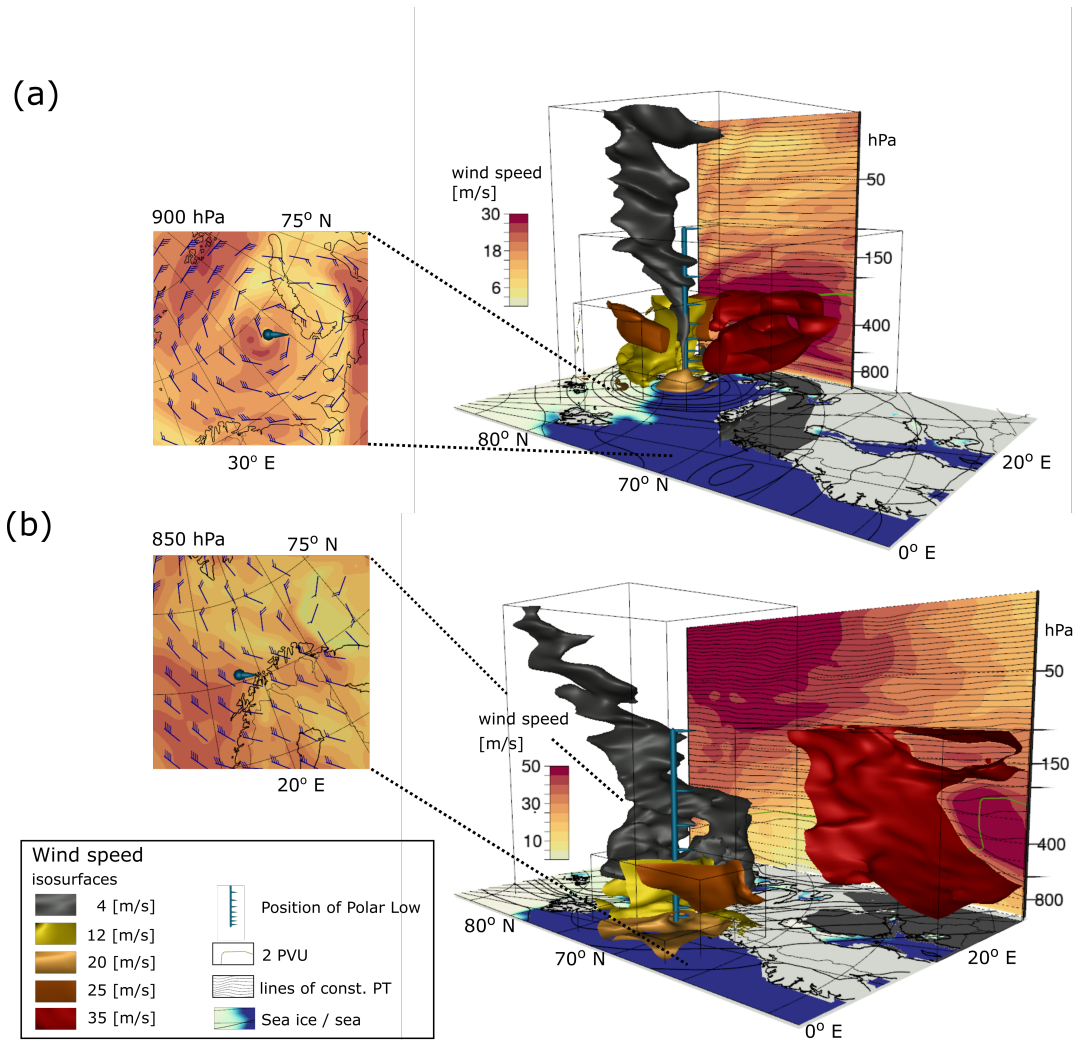 (a)
900 hPa
75° N
30° E
wind speed
[m/s]
30
18
6
hPa
50
150
400
800
80° N
70° N
20° E
0° E
(b)
850 hPa
75° N
20° E
wind speed
[m/s]
50
30
10
hPa
50
150
400
800
80° N
70° N
20° E
0° E
Wind speed
isosurfaces
4 [m/s]
12 [m/s]
20 [m/s]
25 [m/s]
35 [m/s]
Position of Polar Low
2 PVU
lines of const. PT
Sea ice / sea